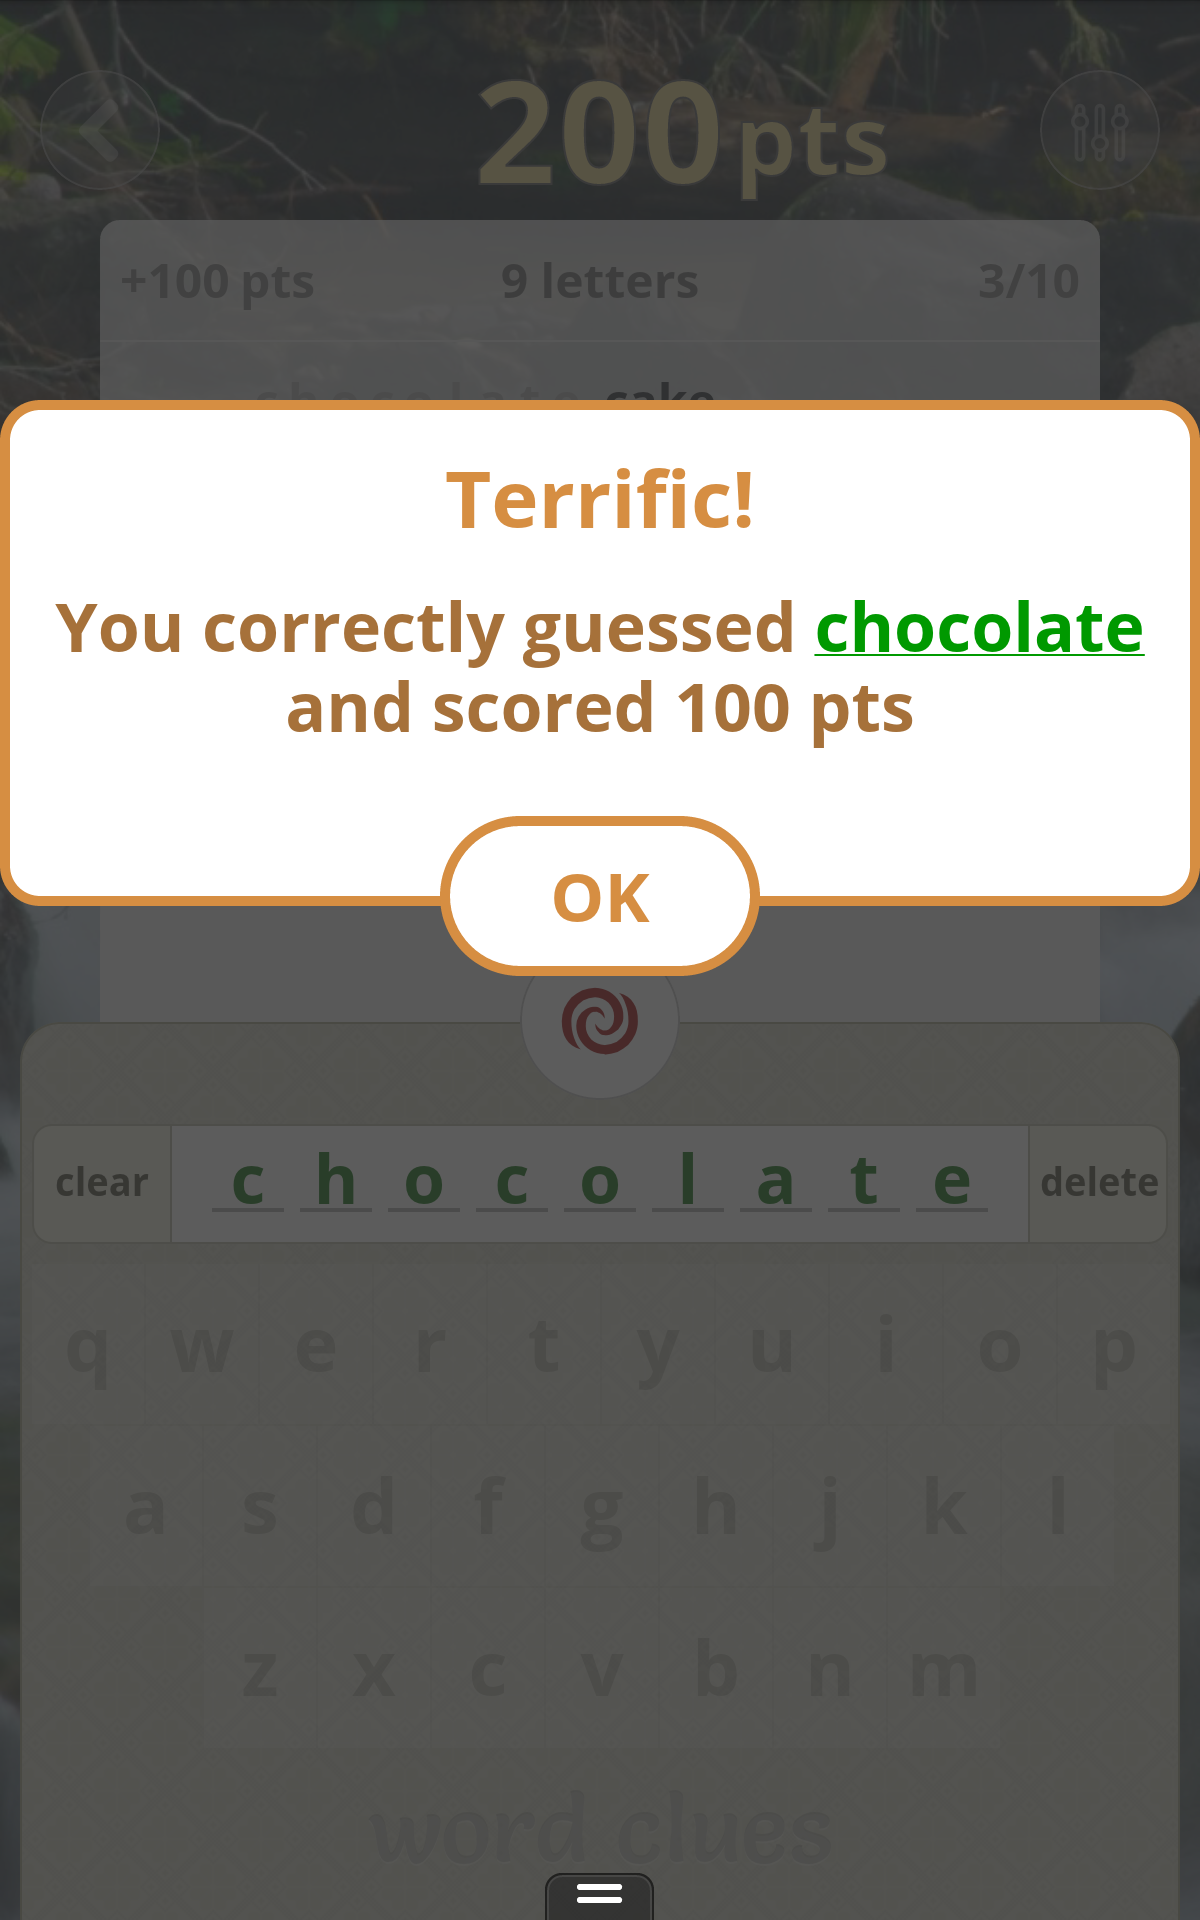 200 pts
+100 pts 9 letters 3/10
chocolate cake
Terrific!
You correctly guessed chocolate
and scored 100 pts
OK
clear c h o c o l a t e delete
q w e r t y u i o p
a s d f g h j k l
z x c v b n m
word clues